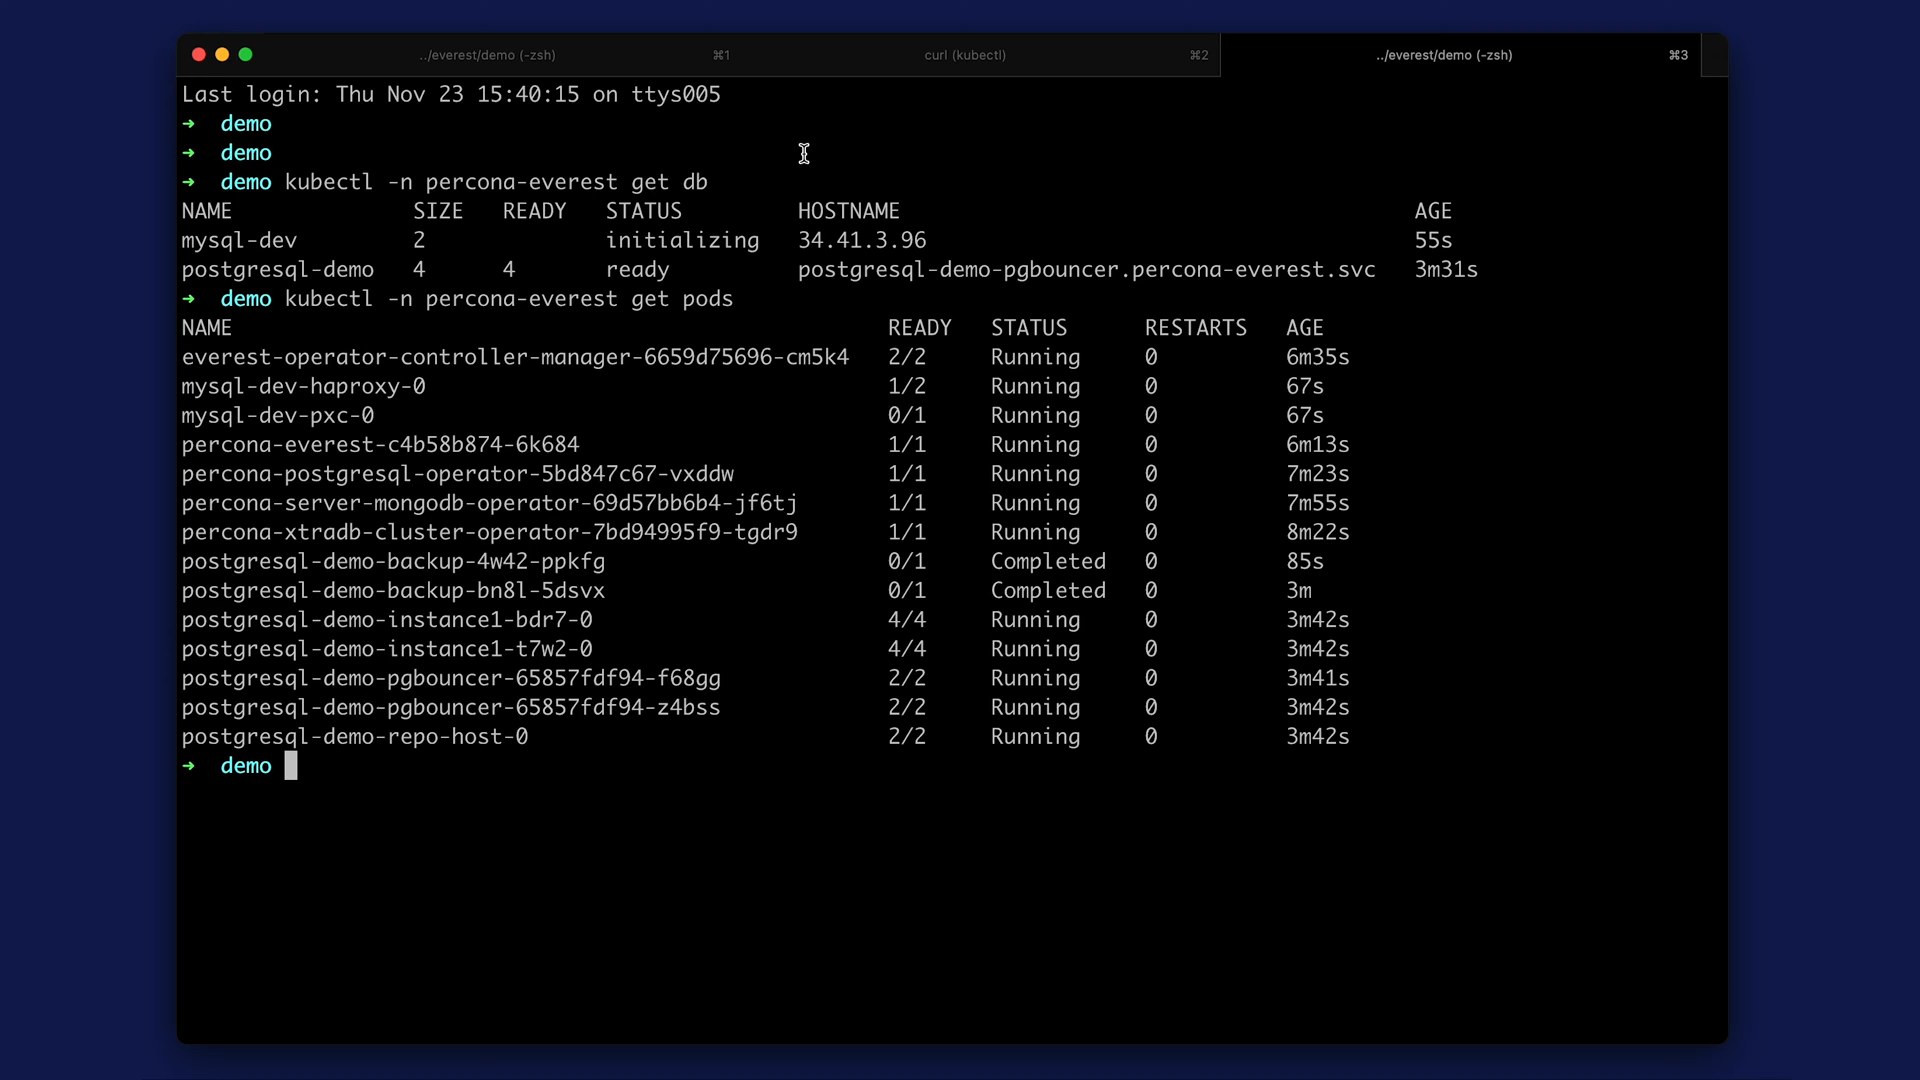 ../everest/demo (-zsh) ⌘1 curl (kubectl) ⌘2 ../everest/demo (-zsh) ⌘3
Last login: Thu Nov 23 15:40:15 on ttys005
➜ demo
➜ demo
➜ demo kubectl -n percona-everest get db
NAME SIZE READY STATUS HOSTNAME AGE
mysql-dev 2 initializing 34.41.3.96 55s
postgresql-demo 4 4 ready postgresql-demo-pgbouncer.percona-everest.svc 3m31s
➜ demo kubectl -n percona-everest get pods
NAME READY STATUS RESTARTS AGE
everest-operator-controller-manager-6659d75696-cm5k4 2/2 Running 0 6m35s
mysql-dev-haproxy-0 1/2 Running 0 67s
mysql-dev-pxc-0 0/1 Running 0 67s
percona-everest-c4b58b874-6k684 1/1 Running 0 6m13s
percona-postgresql-operator-5bd847c67-vxddw 1/1 Running 0 7m23s
percona-server-mongodb-operator-69d57bb6b4-jf6tj 1/1 Running 0 7m55s
percona-xtradb-cluster-operator-7bd94995f9-tgdr9 1/1 Running 0 8m22s
postgresql-demo-backup-4w42-ppkfg 0/1 Completed 0 85s
postgresql-demo-backup-bn8l-5dsvx 0/1 Completed 0 3m
postgresql-demo-instance1-bdr7-0 4/4 Running 0 3m42s
postgresql-demo-instance1-t7w2-0 4/4 Running 0 3m42s
postgresql-demo-pgbouncer-65857fdf94-f68gg 2/2 Running 0 3m41s
postgresql-demo-pgbouncer-65857fdf94-z4bss 2/2 Running 0 3m42s
postgresql-demo-repo-host-0 2/2 Running 0 3m42s
➜ demo